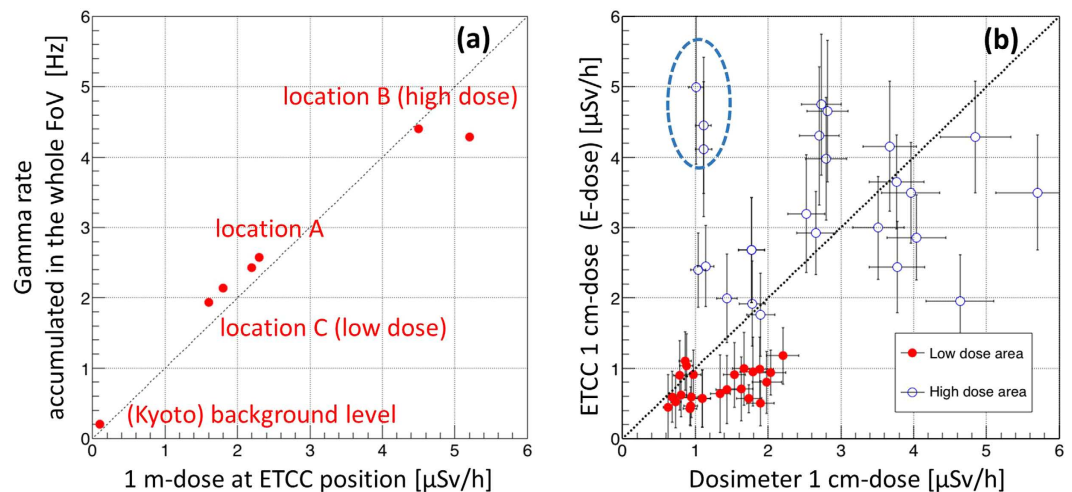 (a)
6
5
4
3
2
1
0
Gamma rate
accumulated in the whole FoV [Hz]
location B (high dose)
location A
location C (low dose)
(Kyoto) background level
0 1 2 3 4 5 6
1 m-dose at ETCC position [μSv/h]
(b)
6
5
4
3
2
1
0
ETCC 1 cm-dose (E-dose) [μSv/h]
Low dose area
High dose area
0 1 2 3 4 5 6
Dosimeter 1 cm-dose [μSv/h]